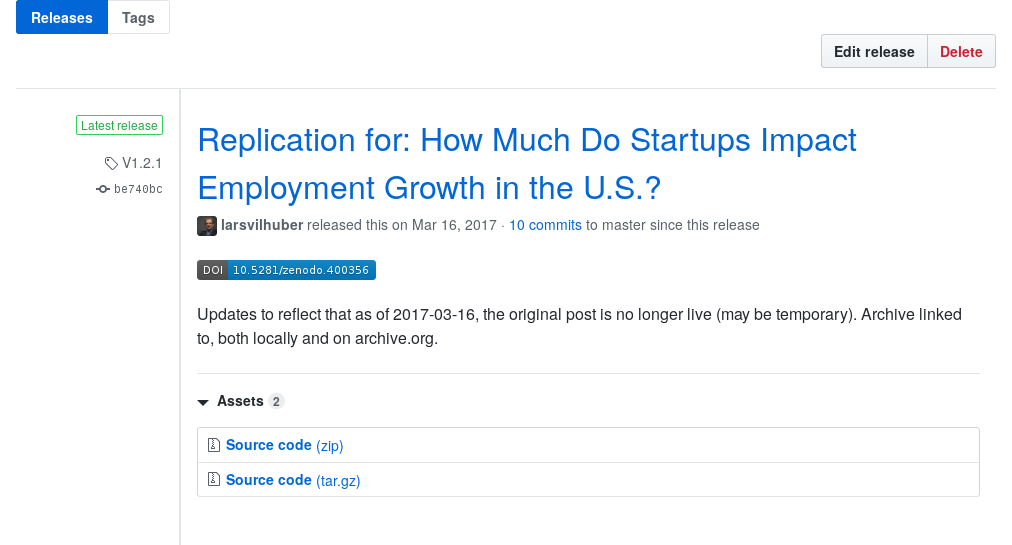 Releases Tags
Edit release Delete
Latest release
V1.2.1
be740bc
Replication for: How Much Do Startups Impact
Employment Growth in the U.S.?
larsvilhuber released this on Mar 16, 2017 · 10 commits to master since this release
DOI 10.5281/zenodo.400356
Updates to reflect that as of 2017-03-16, the original post is no longer live (may be temporary). Archive linked
to, both locally and on archive.org.
Assets 2
Source code (zip)
Source code (tar.gz)